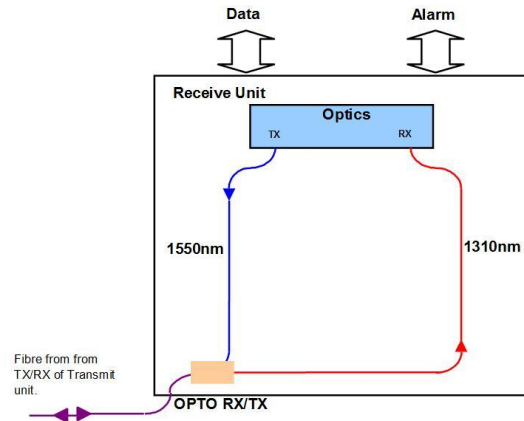 Data
Alarm
Receive Unit
Optics
TX
RX
1550nm
1310nm
Fibre from from
TX/RX of Transmit
unit.
OPTO RX/TX